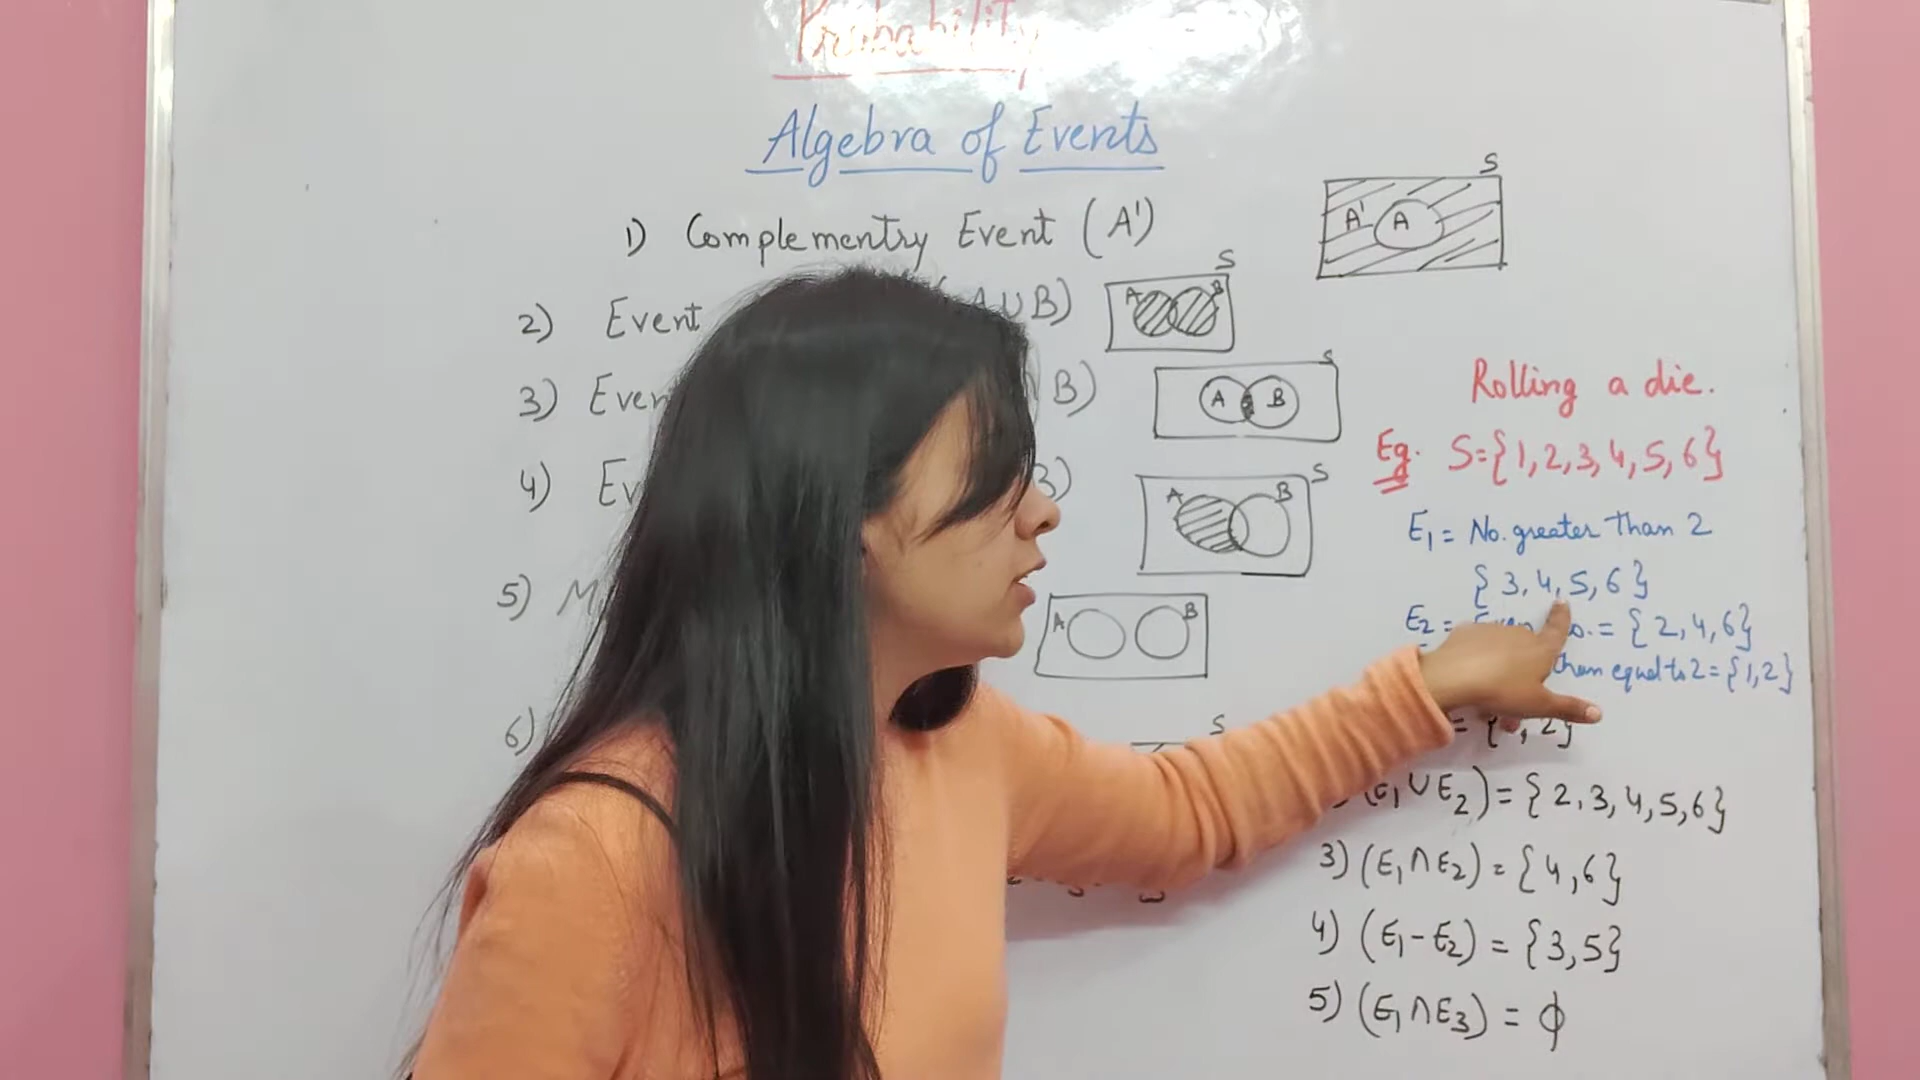 Probability
Algebra of Events
1) Complementry Event (A')
S
A' A
2) Event A∪B)
S
A B
3) Even B)
S
A B
4) Ev B)
S
A B
5) M
A B
6)
S
Rolling a die.
Eg. S={1,2,3,4,5,6}
E1 = No. greater than 2
{3,4,5,6}
E2 = Even No. = {2,4,6}
than equal to 2 = {1,2}
= { , 2}
(E1∪E2) = {2,3,4,5,6}
3) (E1∩E2) = {4,6}
4) (E1-E2) = {3,5}
5) (E1∩E3) = ϕ